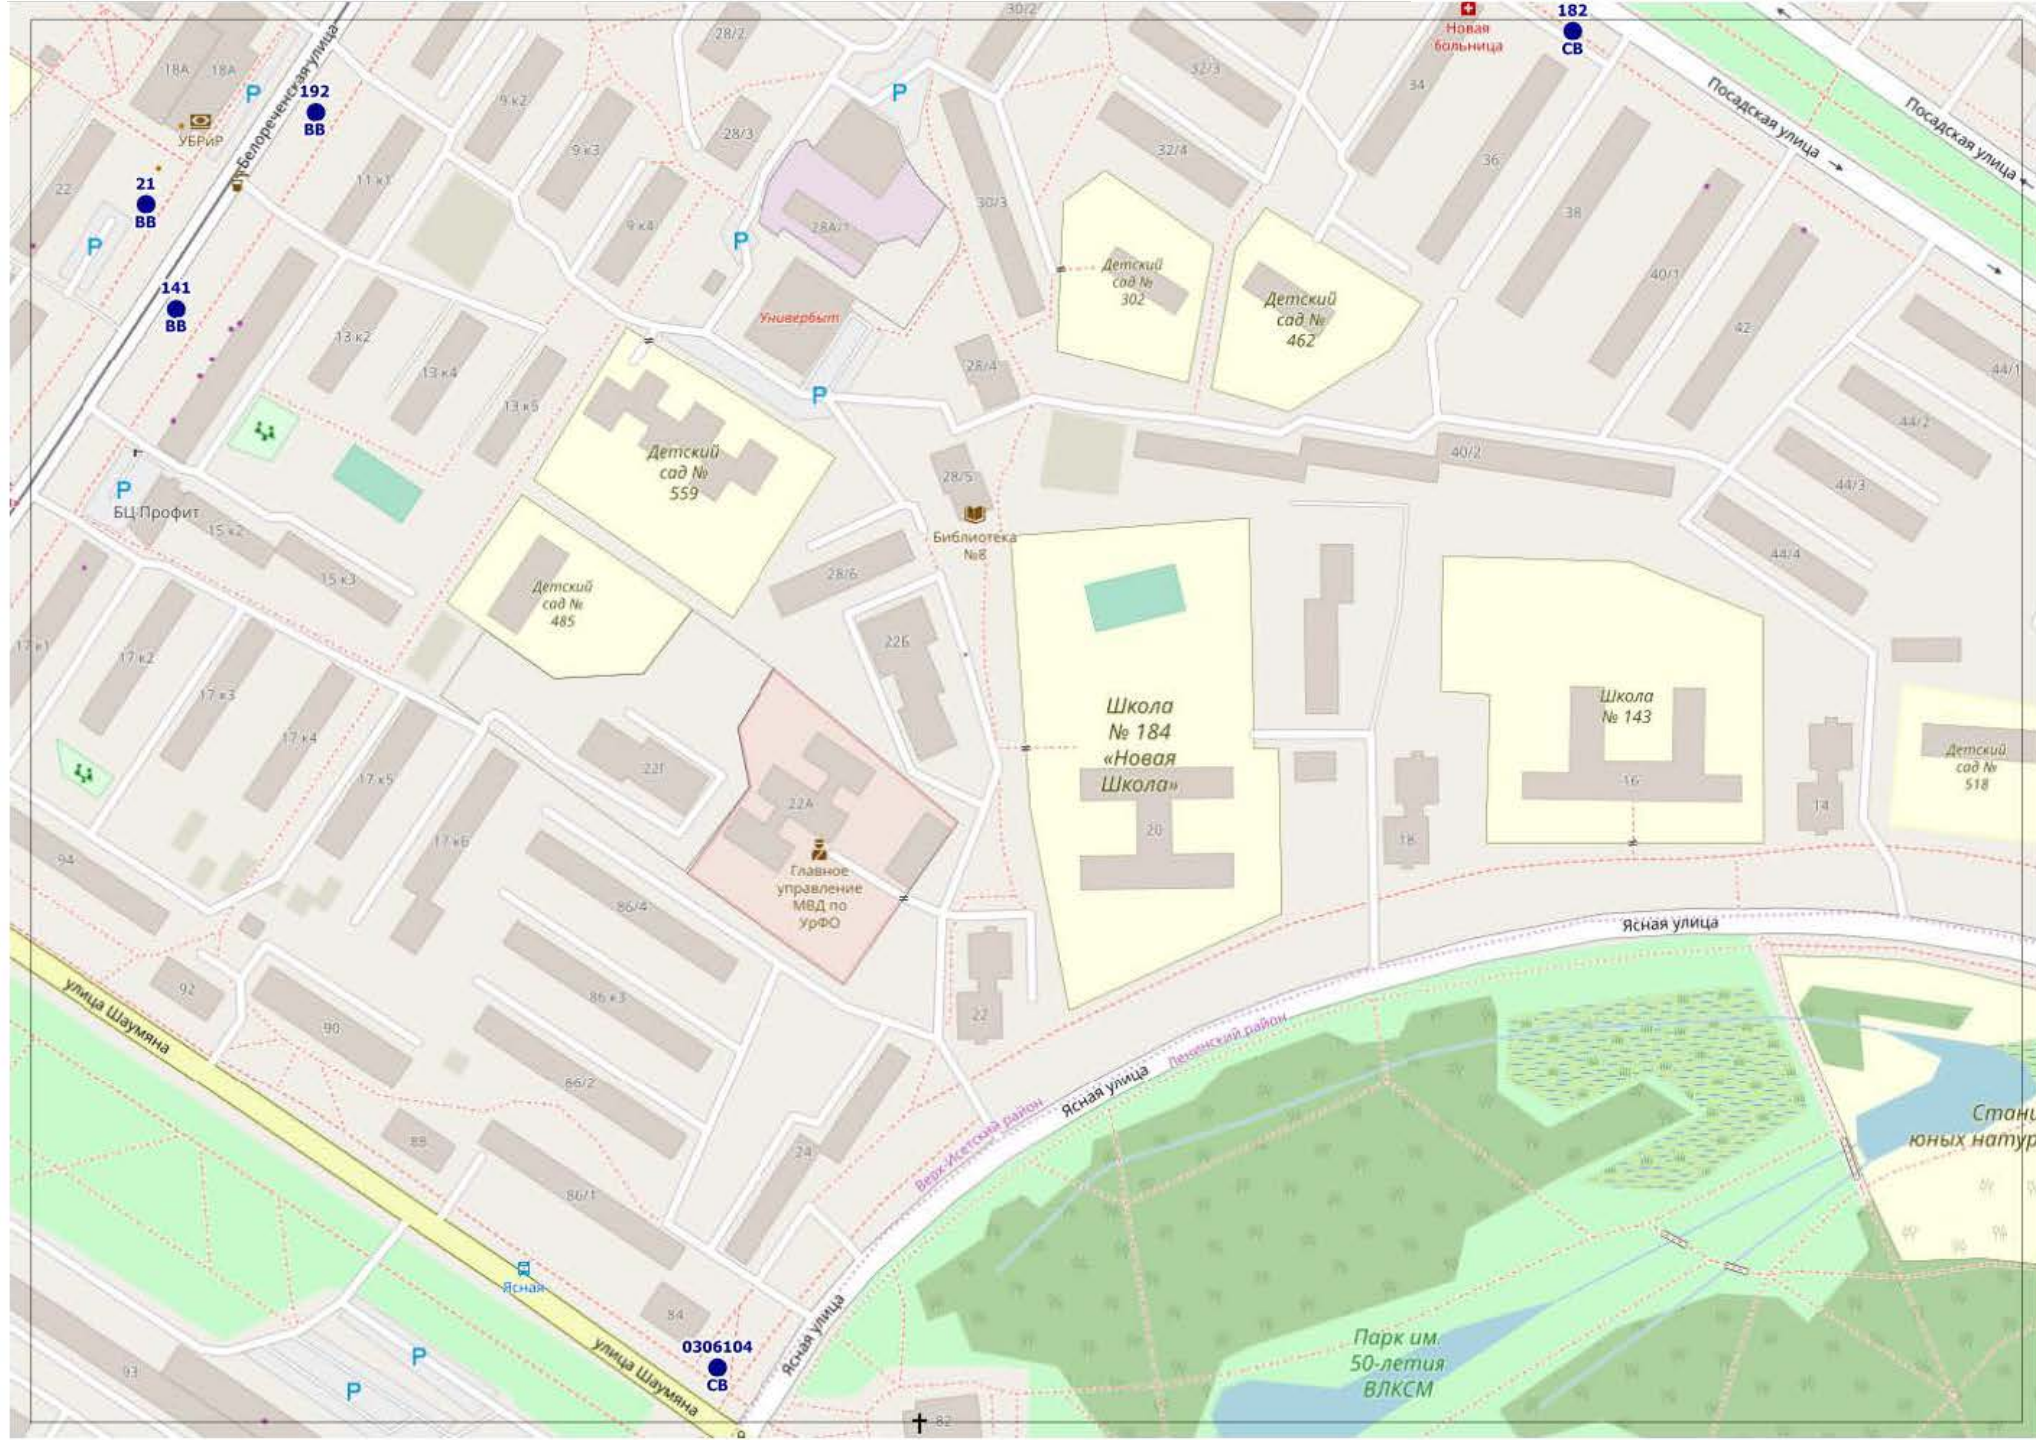 30/2
182
СВ
Новая
больница
28/2
18А
18А
32/3
34
Посадская улица
Посадская улица
192
ВВ
9 к2
УБРиР
Белореченская улица
28/3
9 к3
32/4
36
22
21
ВВ
11 к1
30/3
38
9 к4
28А/1
40/1
Детский
сад №
302
Детский
сад №
462
141
ВВ
Универбыт
42
13 к2
28/4
44/1
13 к4
13 к5
44/2
Детский
сад №
559
40/2
28/5
44/3
БЦ Профит
15 к2
Библиотека
№8
44/4
15 к3
28/6
Детский
сад №
485
22Б
17 к1
17 к2
17 к3
Школа
№ 184
«Новая
Школа»
Школа
№ 143
17 к4
22Г
17 к5
Детский
сад №
518
16
14
22А
20
18
17 к6
94
Главное
управление
МВД по
УрФО
86/4
Ясная улица
92
86 к3
22
90
улица Шаумяна
Ленинский район
Ясная улица
Верх-Исетский район
86/2
Стани
юных натур
88
24
86/1
Ясная
84
Ясная улица
0306104
СВ
улица Шаумяна
Парк им.
50-летия
ВЛКСМ
93
82
P
P
P
P
P
P
P
P